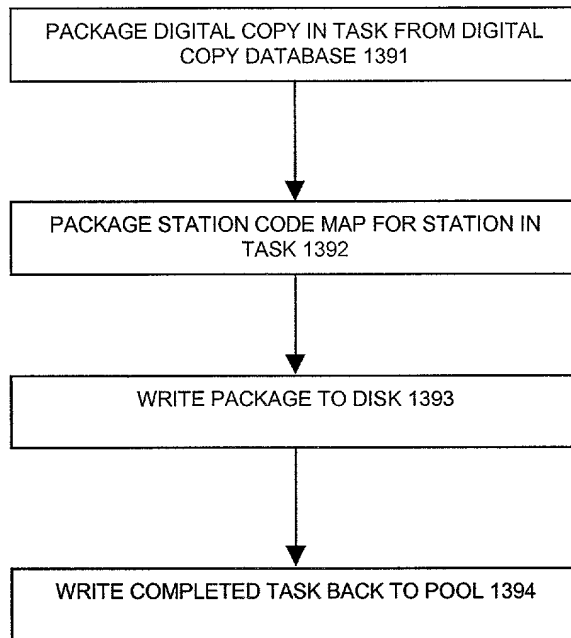 PACKAGE DIGITAL COPY IN TASK FROM DIGITAL
COPY DATABASE 1391
PACKAGE STATION CODE MAP FOR STATION IN
TASK 1392
WRITE PACKAGE TO DISK 1393
WRITE COMPLETED TASK BACK TO POOL 1394